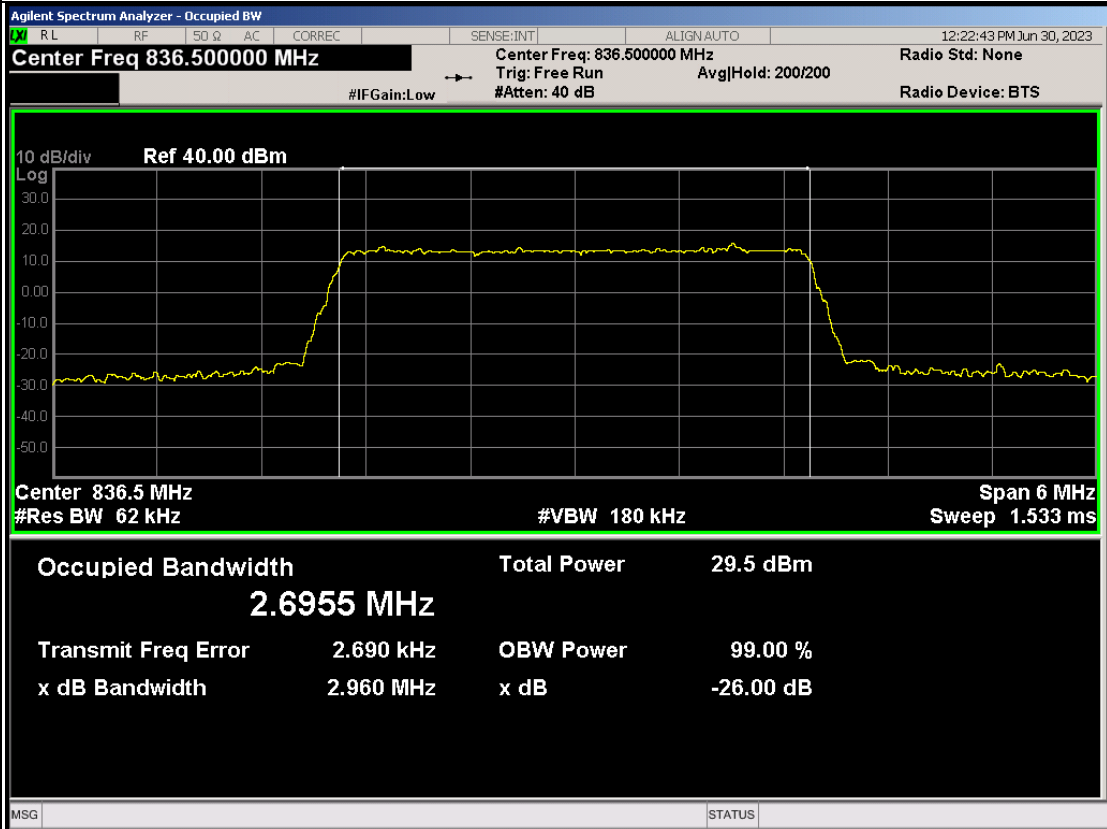 Agilent Spectrum Analyzer - Occupied BW
LXI RL RF 50 Ω AC CORREC SENSE:INT ALIGN AUTO 12:22:43 PM Jun 30, 2023
Center Freq 836.500000 MHz Center Freq: 836.500000 MHz Radio Std: None
Trig: Free Run Avg|Hold: 200/200
#IFGain:Low #Atten: 40 dB Radio Device: BTS
10 dB/div Ref 40.00 dBm
Log
30.0
20.0
10.0
0.00
-10.0
-20.0
-30.0
-40.0
-50.0
Center 836.5 MHz Span 6 MHz
#Res BW 62 kHz #VBW 180 kHz Sweep 1.533 ms
Occupied Bandwidth Total Power 29.5 dBm
2.6955 MHz
Transmit Freq Error 2.690 kHz OBW Power 99.00 %
x dB Bandwidth 2.960 MHz x dB -26.00 dB
MSG STATUS